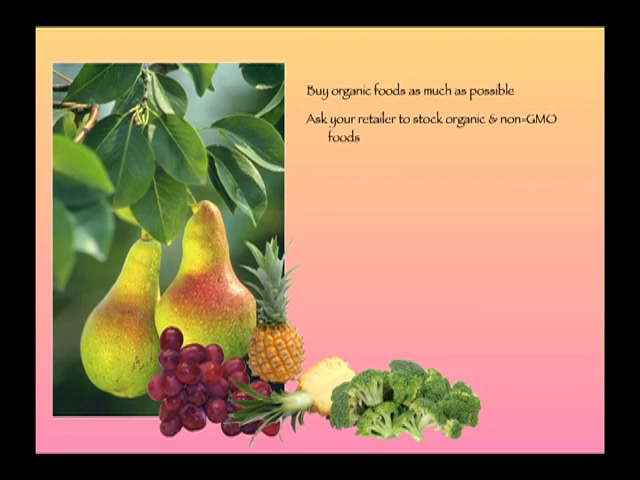 Buy organic foods as much as possible
Ask your retailer to stock organic & non-GMO
foods